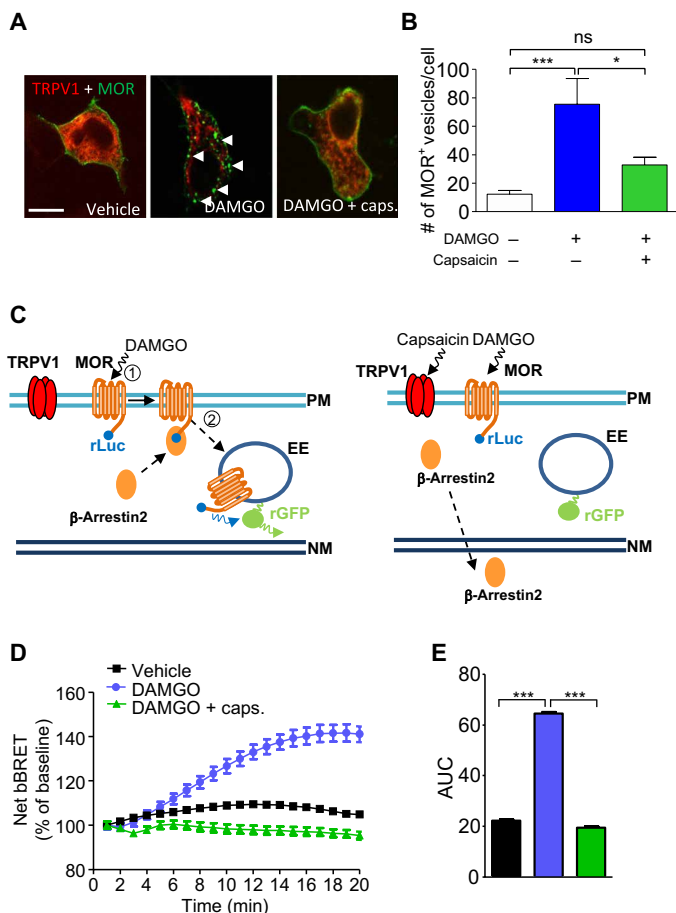 A
TRPV1 + MOR
Vehicle
DAMGO
DAMGO + caps.
B
ns
***
*
# of MOR+ vesicles/cell
100
80
60
40
20
0
DAMGO – + +
Capsaicin – – +
C
TRPV1
MOR
DAMGO
1
PM
rLuc
2
EE
β-Arrestin2
rGFP
NM
Capsaicin DAMGO
TRPV1
MOR
PM
rLuc
EE
β-Arrestin2
rGFP
NM
β-Arrestin2
D
Vehicle
DAMGO
DAMGO + caps.
Net bBRET
(% of baseline)
160
140
120
100
80
0 2 4 6 8 10 12 14 16 18 20
Time (min)
E
*** ***
AUC
80
60
40
20
0